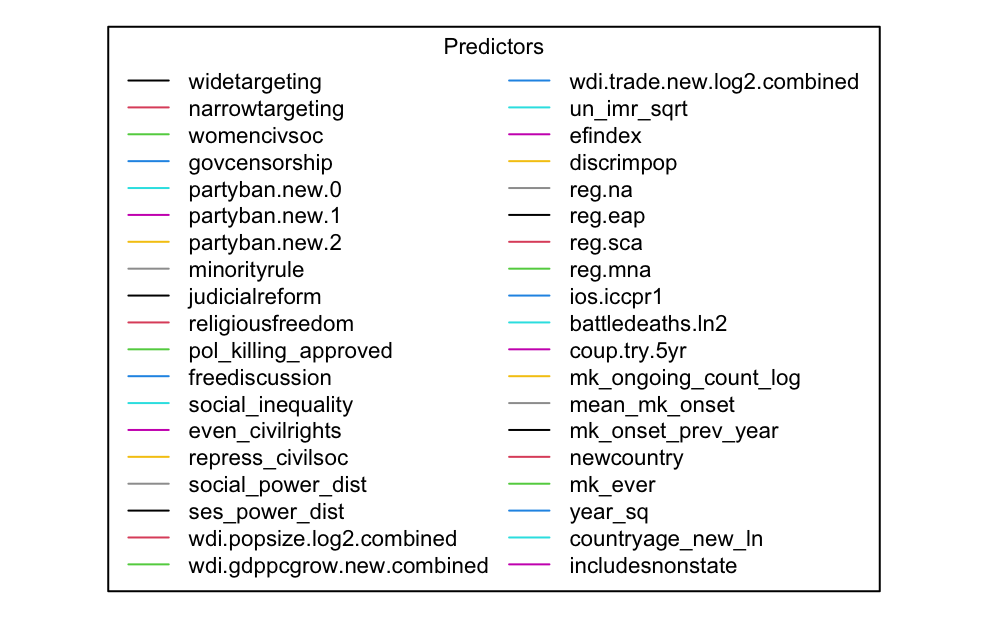 Predictors
widetargeting
narrowtargeting
womencivsoc
govcensorship
partyban.new.0
partyban.new.1
partyban.new.2
minorityrule
judicialreform
religiousfreedom
pol_killing_approved
freediscussion
social_inequality
even_civilrights
repress_civilsoc
social_power_dist
ses_power_dist
wdi.popsize.log2.combined
wdi.gdppcgrow.new.combined
wdi.trade.new.log2.combined
un_imr_sqrt
efindex
discrimpop
reg.na
reg.eap
reg.sca
reg.mna
ios.iccpr1
battledeaths.ln2
coup.try.5yr
mk_ongoing_count_log
mean_mk_onset
mk_onset_prev_year
newcountry
mk_ever
year_sq
countryage_new_ln
includesnonstate